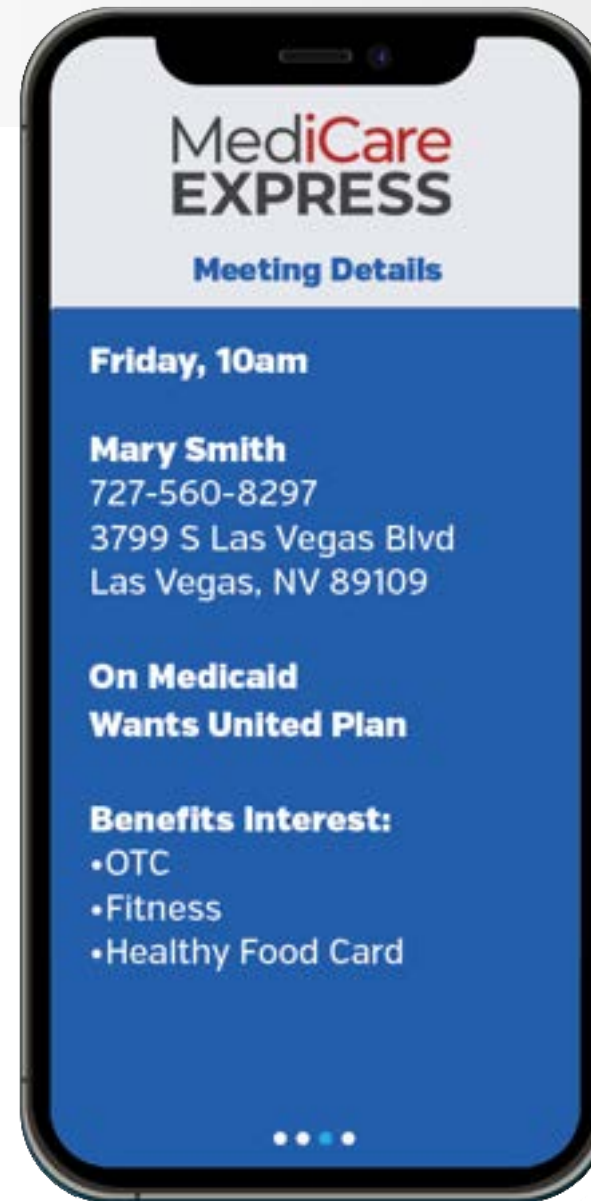 MediCare
EXPRESS
Meeting Details
Friday, 10am
Mary Smith
727-560-8297
3799 S Las Vegas Blvd
Las Vegas, NV 89109
On Medicaid
Wants United Plan
Benefits Interest:
•OTC
•Fitness
•Healthy Food Card